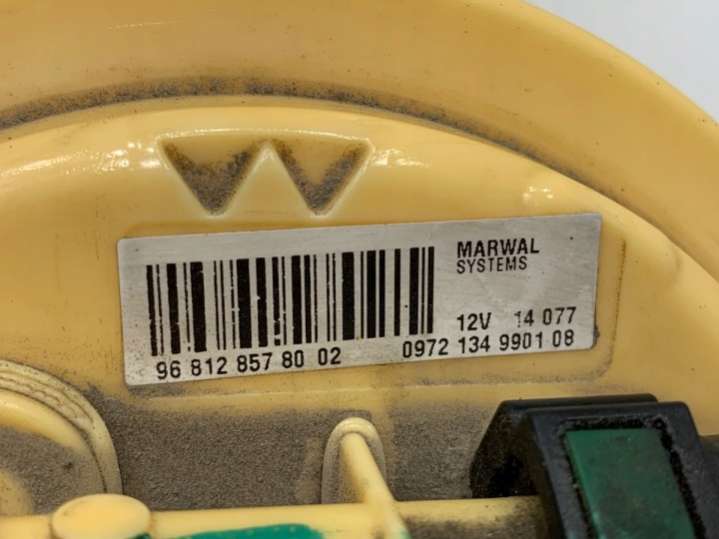 MARWAL
SYSTEMS
12V 14 077
96 812 857 80 02
0972 134 9901 08